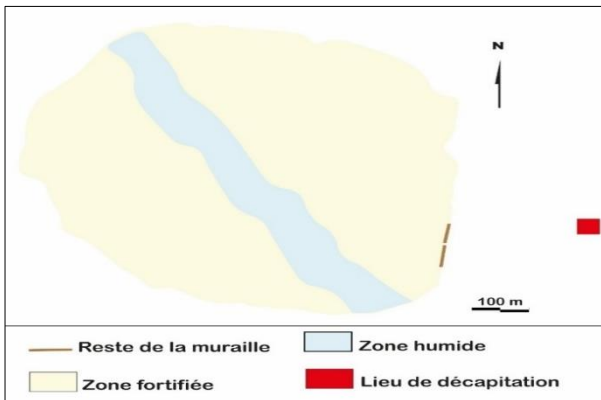 N
100 m
Reste de la muraille
Zone humide
Zone fortifiée
Lieu de décapitation